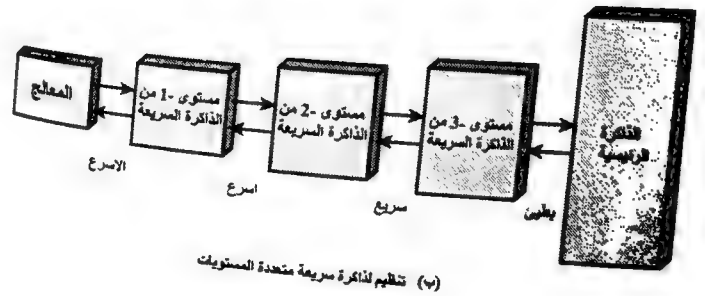 المعالج
مستوى -1 من
الذاكرة السريعة
مستوى -2 من
الذاكرة السريعة
مستوى -3 من
الذاكرة السريعة
الذاكرة
الرئيسية
الاسرع
اسرع
سريع
بطيئ
(ب) تنظيم لذاكرة سريعة متعددة المستويات